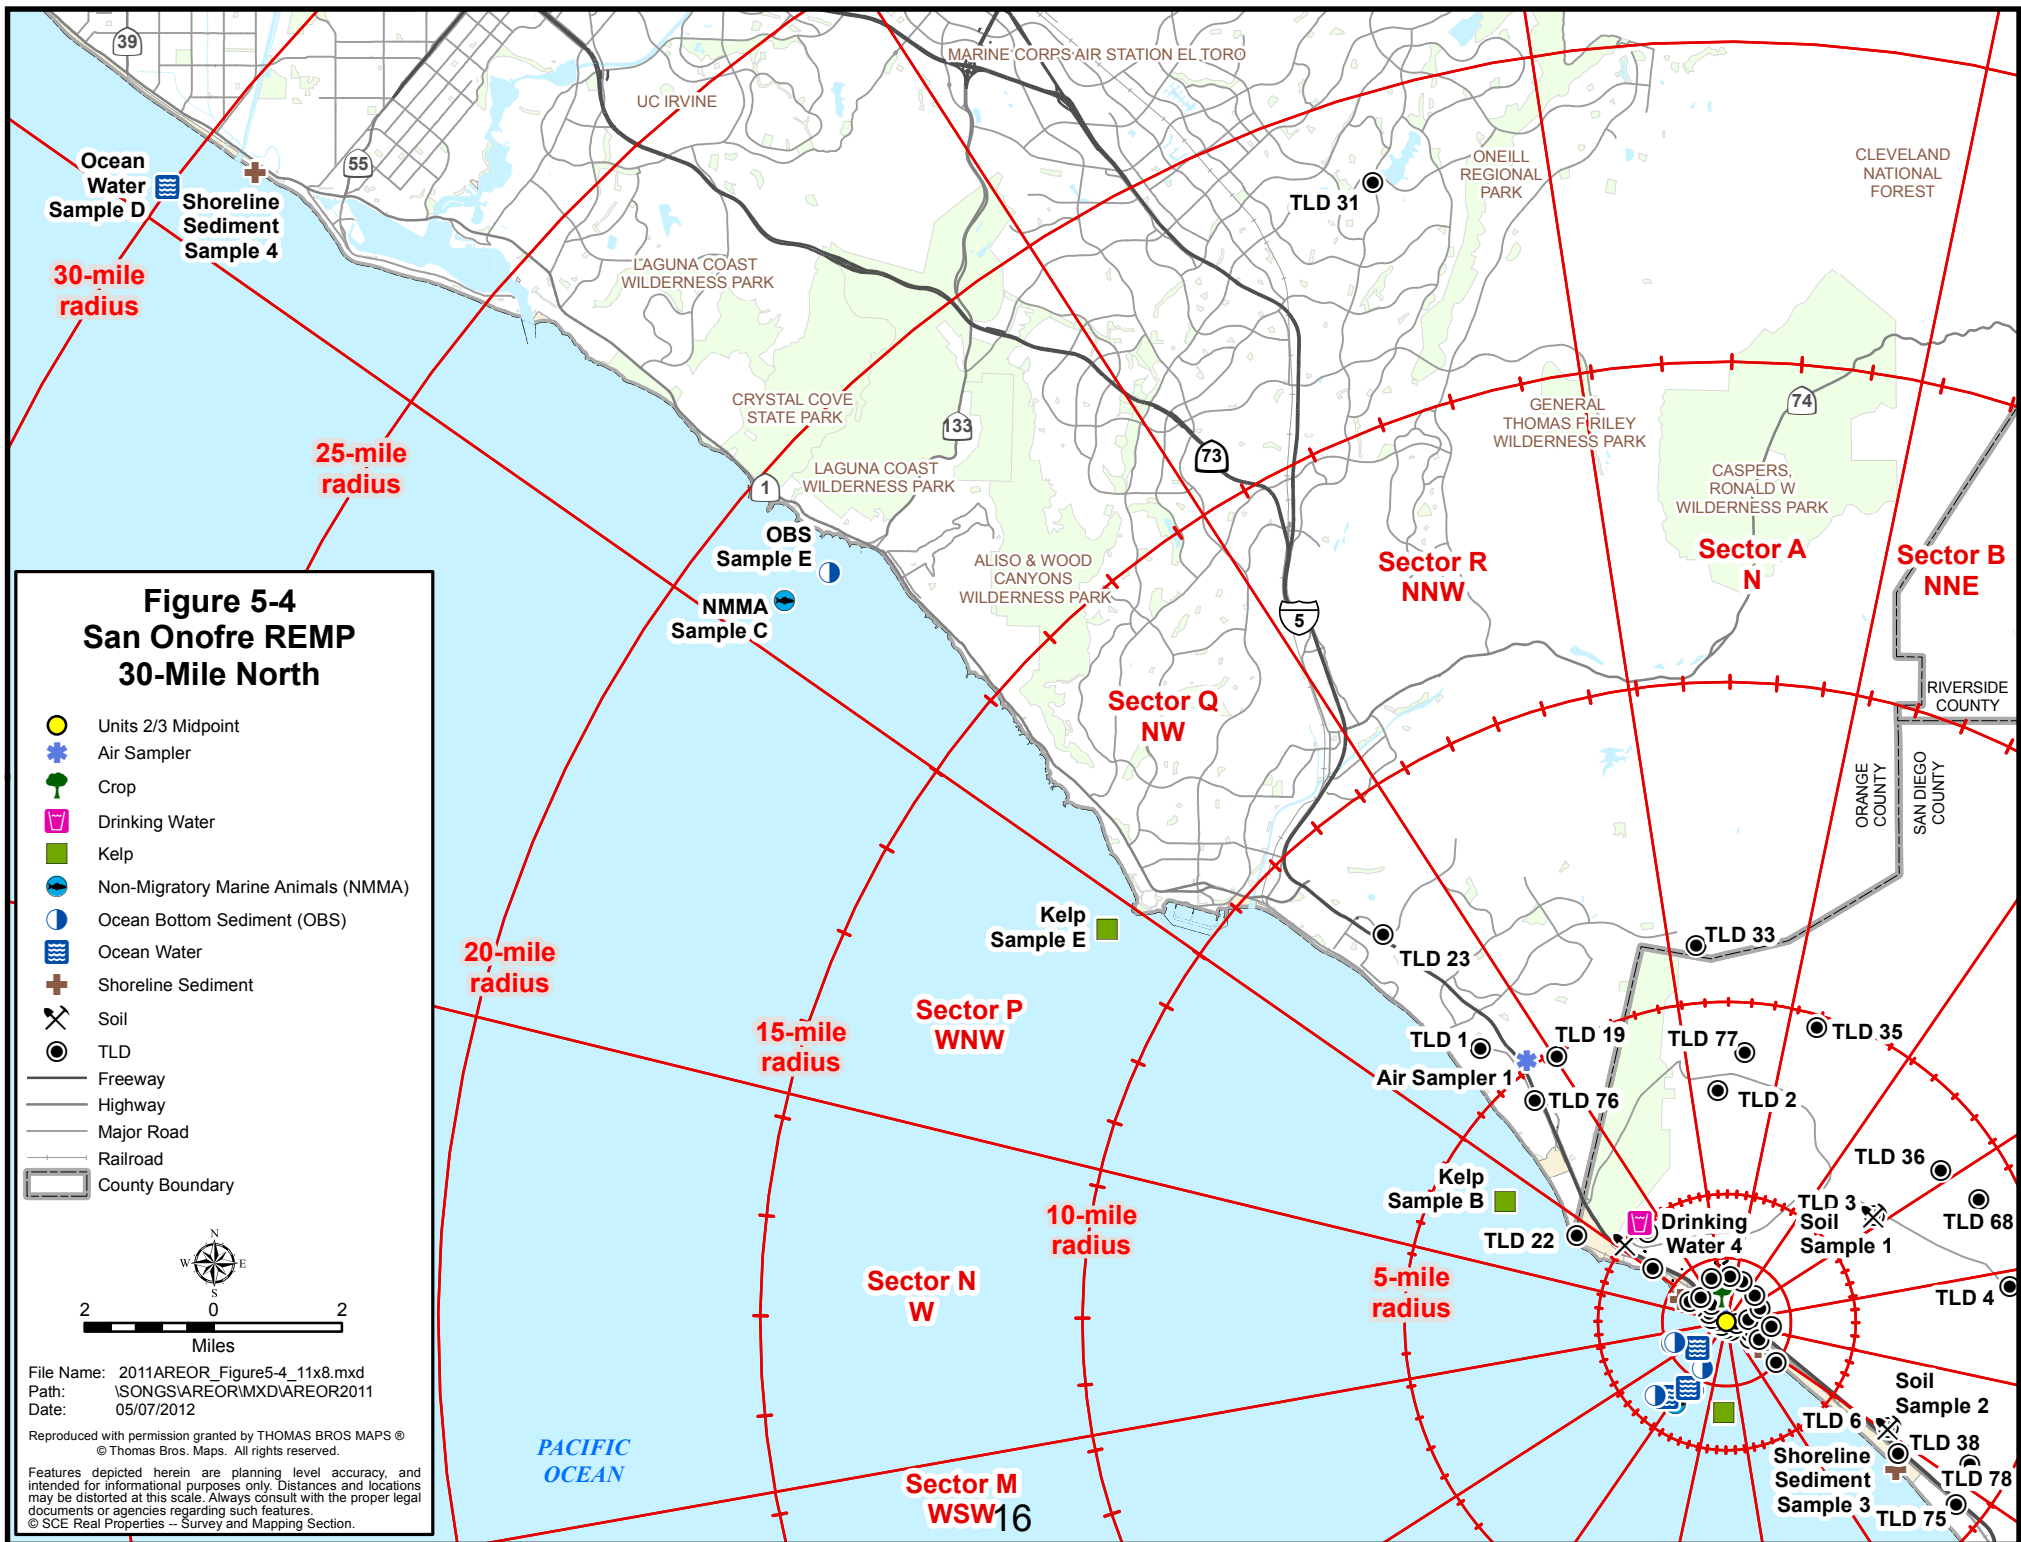 39
MARINE CORPS AIR STATION EL TORO
UC IRVINE
55
Ocean
Water
Sample D
Shoreline
Sediment
Sample 4
ONEILL
REGIONAL
PARK
CLEVELAND
NATIONAL
FOREST
TLD 31
30-mile
radius
LAGUNA COAST
WILDERNESS PARK
CRYSTAL COVE
STATE PARK
133
74
GENERAL
THOMAS F RILEY
WILDERNESS PARK
25-mile
radius
73
LAGUNA COAST
WILDERNESS PARK
1
CASPERS,
RONALD W
WILDERNESS PARK
OBS
Sample E
NMMA
Sample C
ALISO & WOOD
CANYONS
WILDERNESS PARK
Sector R
NNW
Sector A
N
Sector B
NNE
5
Sector Q
NW
RIVERSIDE
COUNTY
ORANGE
COUNTY
SAN DIEGO
COUNTY
Figure 5-4
San Onofre REMP
30-Mile North
Units 2/3 Midpoint
Air Sampler
Crop
Drinking Water
Kelp
Non-Migratory Marine Animals (NMMA)
Ocean Bottom Sediment (OBS)
Ocean Water
Shoreline Sediment
Soil
TLD
Freeway
Highway
Major Road
Railroad
County Boundary
N
W
E
S
2 0 2
Miles
File Name: 2011AREOR_Figure5-4_11x8.mxd
Path: \SONGS\AREOR\MXD\AREOR2011
Date: 05/07/2012
Reproduced with permission granted by THOMAS BROS MAPS ®
© Thomas Bros. Maps. All rights reserved.
Features depicted herein are planning level accuracy, and
intended for informational purposes only. Distances and locations
may be distorted at this scale. Always consult with the proper legal
documents or agencies regarding such features.
© SCE Real Properties -- Survey and Mapping Section.
Kelp
Sample E
20-mile
radius
Sector P
WNW
15-mile
radius
TLD 23
TLD 33
TLD 1
TLD 19
TLD 77
TLD 35
Air Sampler 1
TLD 76
TLD 2
TLD 36
Kelp
Sample B
TLD 3
TLD 68
TLD 22
Drinking
Water 4
Soil
Sample 1
10-mile
radius
Sector N
W
5-mile
radius
TLD 4
Soil
Sample 2
TLD 6
TLD 38
Shoreline
Sediment
Sample 3
TLD 78
TLD 75
PACIFIC
OCEAN
Sector M
WSW
16